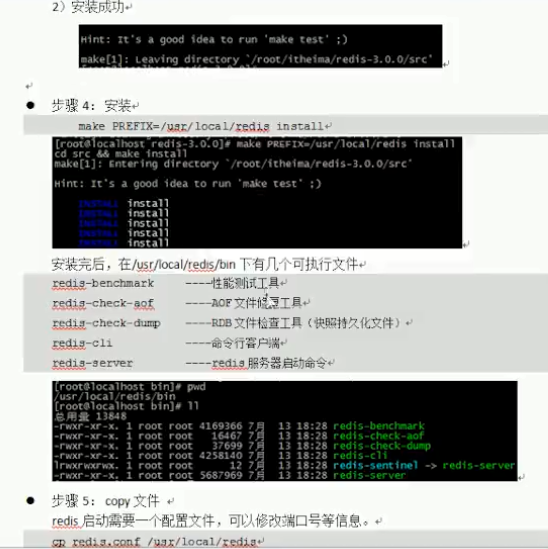 2）安装成功
Hint: It's a good idea to run 'make test' ;)
make[1]: Leaving directory `/root/itheima/redis-3.0.0/src'
● 步骤 4：安装
make PREFIX=/usr/local/redis install
[root@localhost redis-3.0.0]# make PREFIX=/usr/local/redis install
cd src && make install
make[1]: Entering directory `/root/itheima/redis-3.0.0/src'
Hint: It's a good idea to run 'make test' ;)
INSTALL install
INSTALL install
INSTALL install
INSTALL install
INSTALL install
安装完后，在/usr/local/redis/bin 下有几个可执行文件
redis-benchmark ----性能测试工具
redis-check-aof ----AOF 文件修复工具
redis-check-dump ----RDB 文件检查工具（快照持久化文件）
redis-cli ----命令行客户端
redis-server ----redis 服务器启动命令
[root@localhost bin]# pwd
/usr/local/redis/bin
[root@localhost bin]# ll
总用量 13848
-rwxr-xr-x. 1 root root 4169366 7月 13 18:28 redis-benchmark
-rwxr-xr-x. 1 root root 16467 7月 13 18:28 redis-check-aof
-rwxr-xr-x. 1 root root 37699 7月 13 18:28 redis-check-dump
-rwxr-xr-x. 1 root root 4258140 7月 13 18:28 redis-cli
lrwxrwxrwx. 1 root root 12 7月 13 18:28 redis-sentinel -> redis-server
-rwxr-xr-x. 1 root root 5687969 7月 13 18:28 redis-server
● 步骤 5：copy 文件
redis 启动需要一个配置文件，可以修改端口号等信息。
cp redis.conf /usr/local/redis